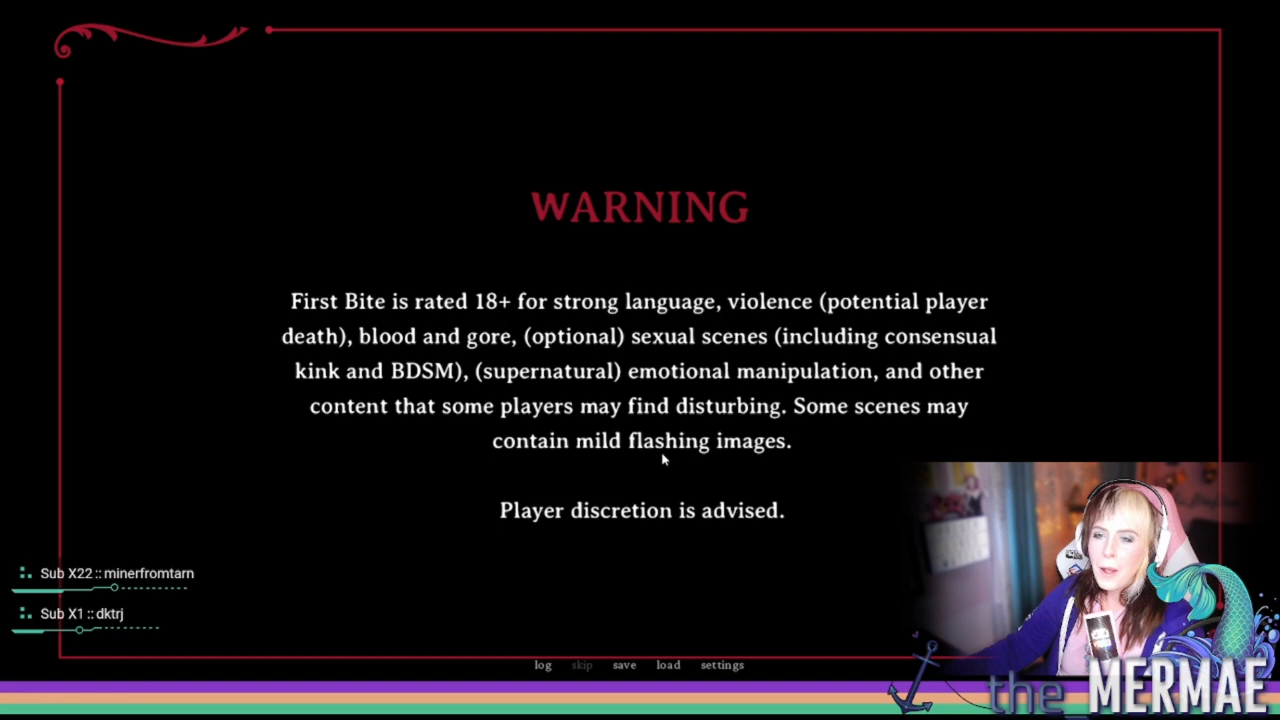 WARNING
First Bite is rated 18+ for strong language, violence (potential player
death), blood and gore, (optional) sexual scenes (including consensual
kink and BDSM), (supernatural) emotional manipulation, and other
content that some players may find disturbing. Some scenes may
contain mild flashing images.
Player discretion is advised.
Sub X22 :: minerfromtarn
Sub X1 :: dktrj
log skip save load settings
the_MERMAE